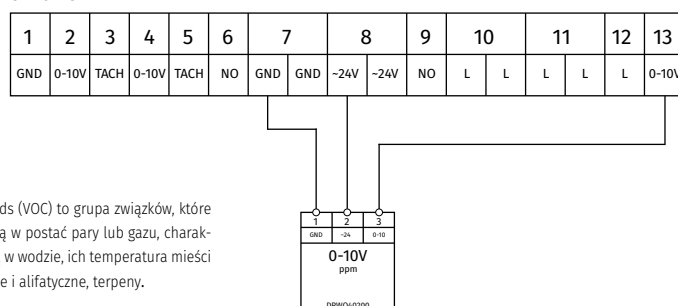 1 2 3 4 5 6 7 8 9 10 11 12 13
GND 0-10V TACH 0-10V TACH NO GND GND ~24V ~24V NO L L L L L 0-10V
ds (VOC) to grupa związków, które
ą w postać pary lub gazu, charak-
w wodzie, ich temperatura mieści
e i alifatyczne, terpeny.
1 2 3
GND ~24 0-10
0-10V
ppm